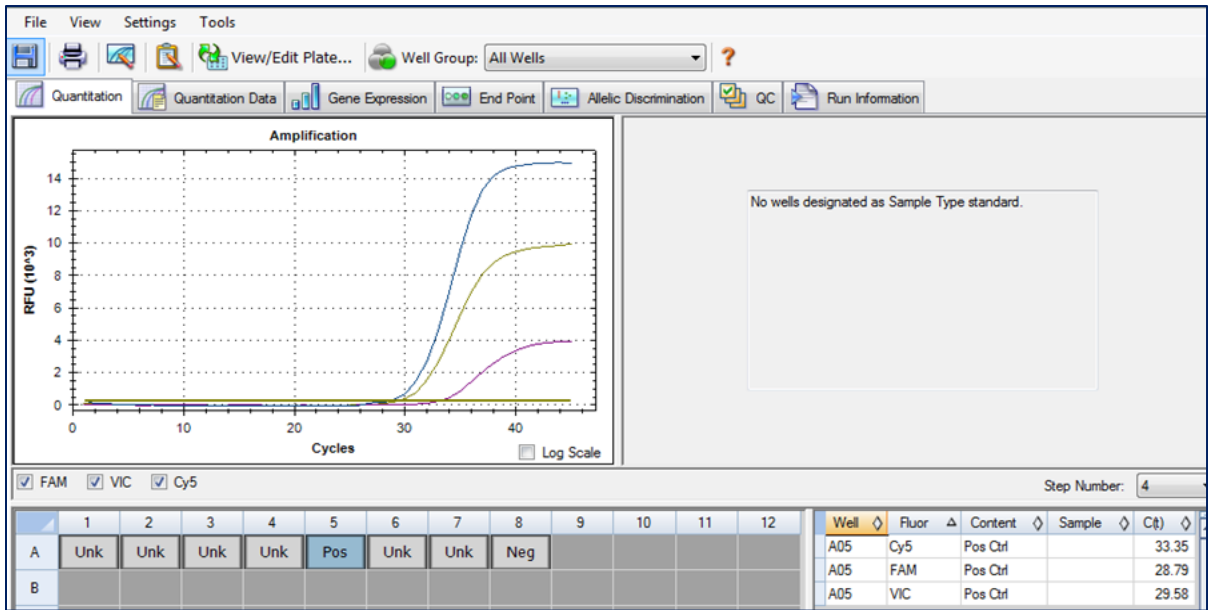 File View Settings Tools
View/Edit Plate... Well Group: All Wells ?
Quantitation Quantitation Data Gene Expression End Point Allelic Discrimination QC Run Information
Amplification
No wells designated as Sample Type standard.
RFU (10^3)
14
12
10
8
6
4
2
0
0 10 20 30 40
Cycles
Log Scale
FAM VIC Cy5 Step Number: 4
1 2 3 4 5 6 7 8 9 10 11 12
A Unk Unk Unk Unk Pos Unk Unk Neg
B
Well Fluor Content Sample C(t)
A05 Cy5 Pos Ctrl 33.35
A05 FAM Pos Ctrl 28.79
A05 VIC Pos Ctrl 29.58